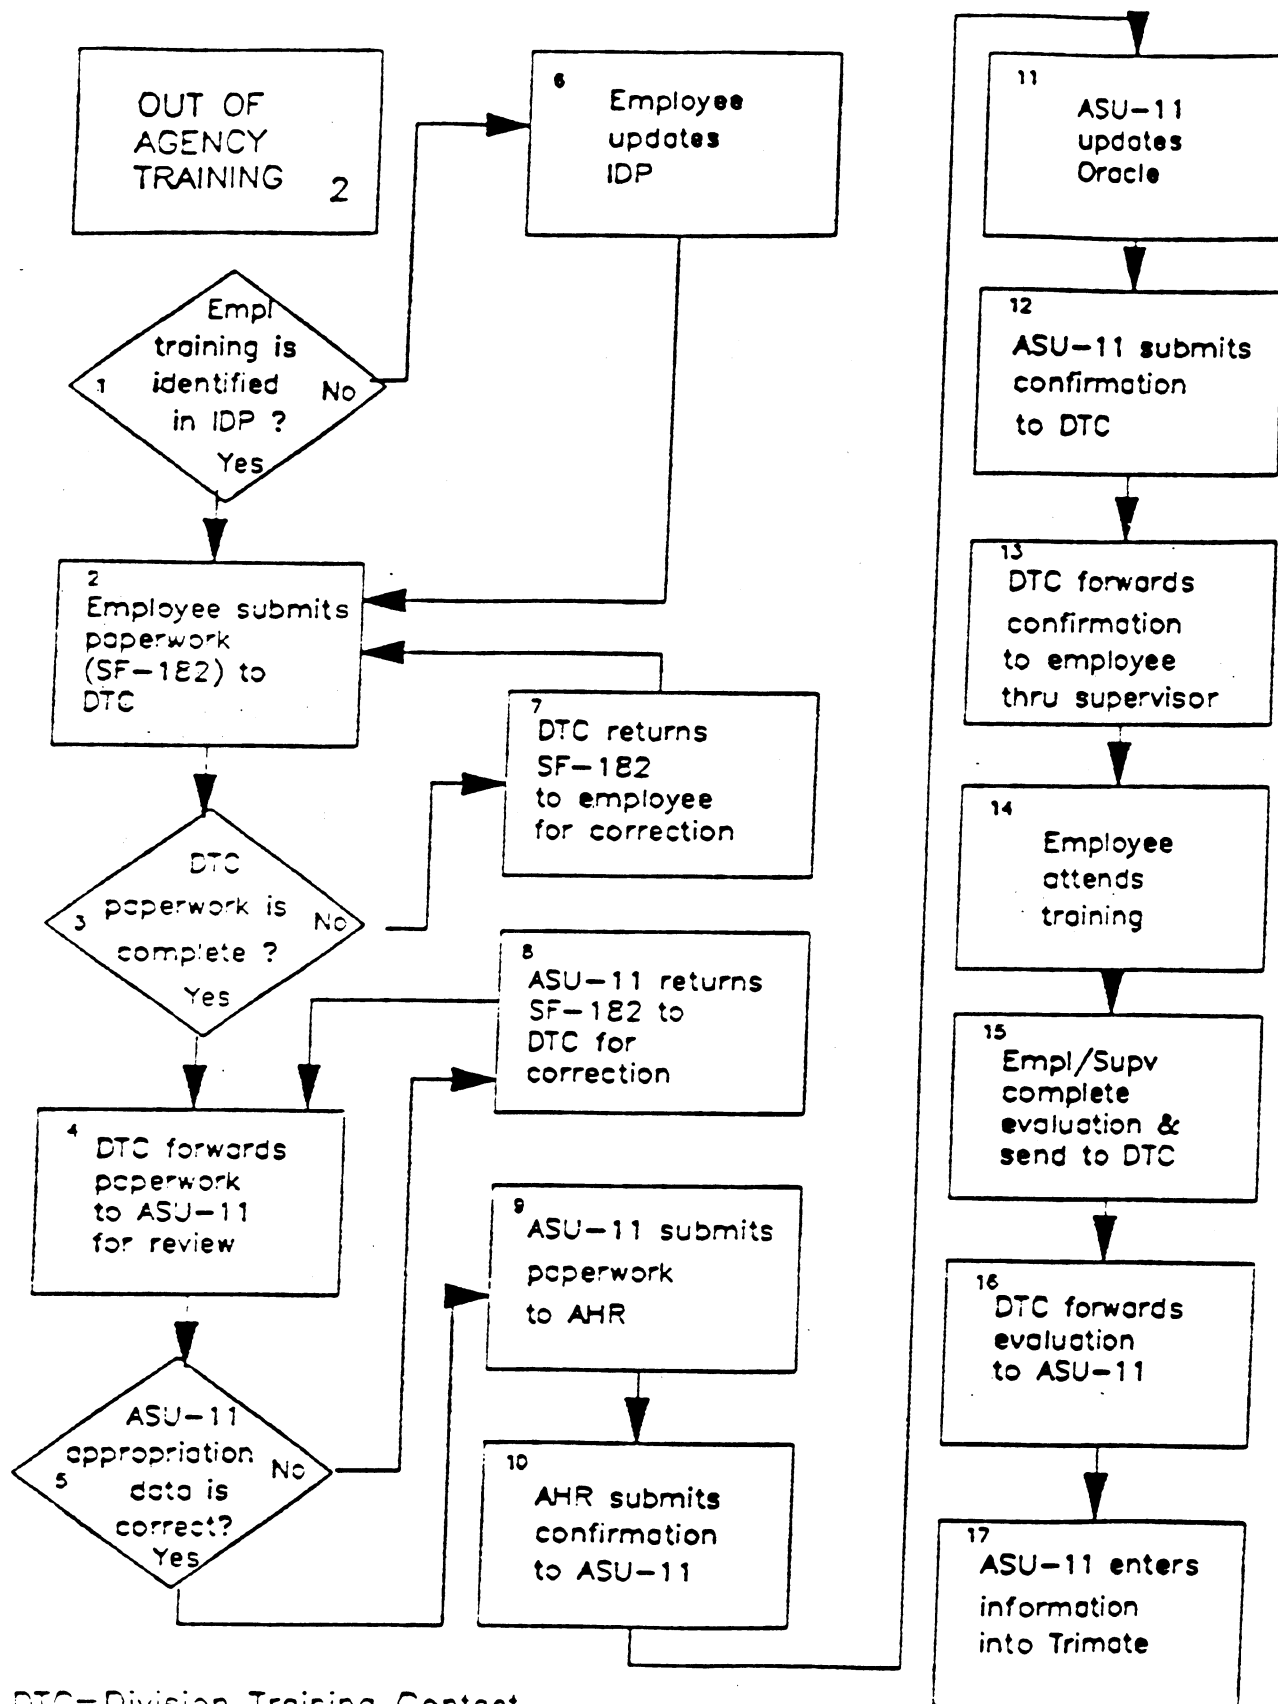 OUT OF
AGENCY
TRAINING 2
1
Empl
training is
identified
in IDP ?
No
Yes
2
Employee submits
paperwork
(SF-182) to
DTC
3
DTC
paperwork is
complete ?
No
Yes
4
DTC forwards
paperwork
to ASU-11
for review
5
ASU-11
appropriation
data is
correct?
No
Yes
6
Employee
updates
IDP
7
DTC returns
SF-182
to employee
for correction
8
ASU-11 returns
SF-182 to
DTC for
correction
9
ASU-11 submits
paperwork
to AHR
10
AHR submits
confirmation
to ASU-11
11
ASU-11
updates
Oracle
12
ASU-11 submits
confirmation
to DTC
13
DTC forwards
confirmation
to employee
thru supervisor
14
Employee
attends
training
15
Empl/Supv
complete
evaluation &
send to DTC
16
DTC forwards
evaluation
to ASU-11
17
ASU-11 enters
information
into Trimate
DTC=Division Training Contact